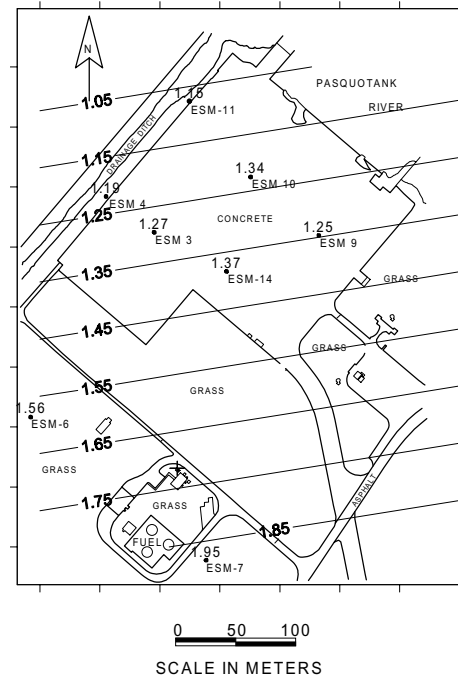 N
PASQUOTANK
RIVER
1.15
ESM-11
1.05
DRAINAGE DITCH
1.15
1.34
ESM 10
1.19
ESM 4
1.25
CONCRETE
1.27
ESM 3
1.25
ESM 9
1.37
ESM-14
1.35
GRASS
1.45
GRASS
1.55
GRASS
1.56
ESM-6
1.65
GRASS
ASPHALT
1.75
GRASS
1.85
FUEL
1.95
ESM-7
0 50 100
SCALE IN METERS